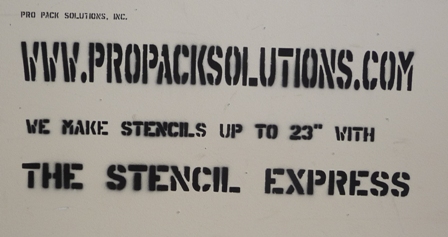 PRO PACK SOLUTIONS, INC.
WWW.PROPACKSOLUTIONS.COM
WE MAKE STENCILS UP TO 23" WITH
THE STENCIL EXPRESS